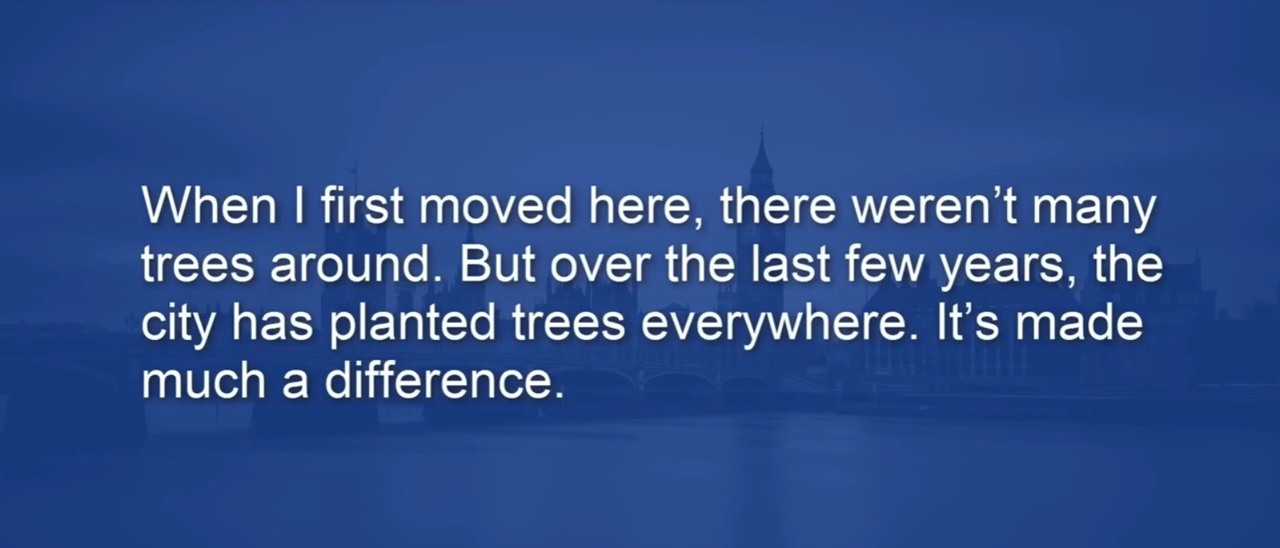 When I first moved here, there weren’t many
trees around. But over the last few years, the
city has planted trees everywhere. It’s made
much a difference.